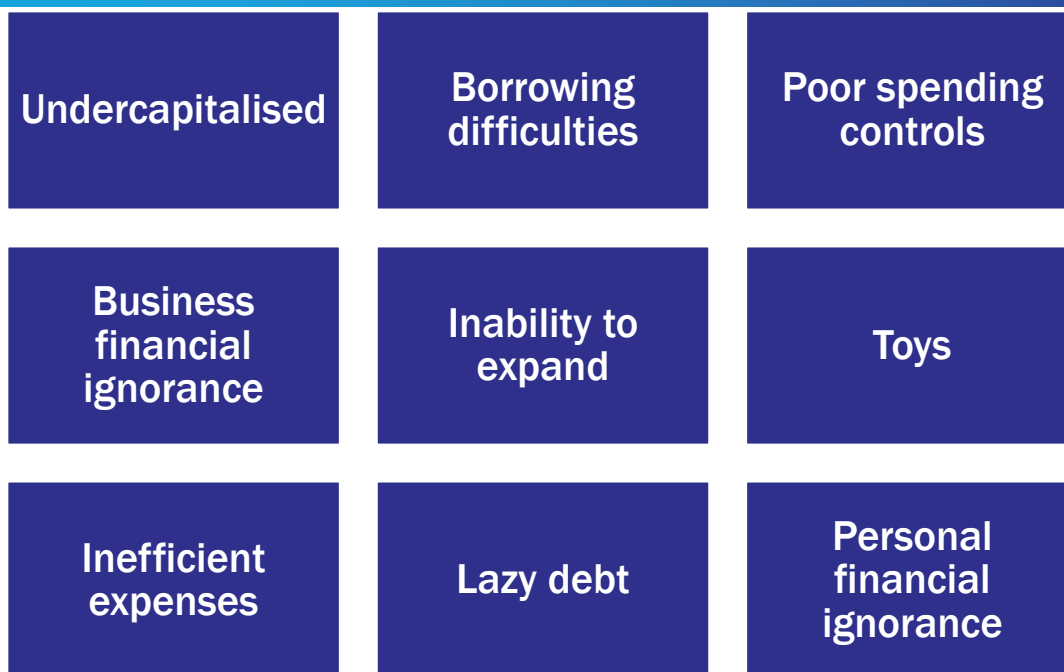 Undercapitalised
Borrowing
difficulties
Poor spending
controls
Business
financial
ignorance
Inability to
expand
Toys
Inefficient
expenses
Lazy debt
Personal
financial
ignorance